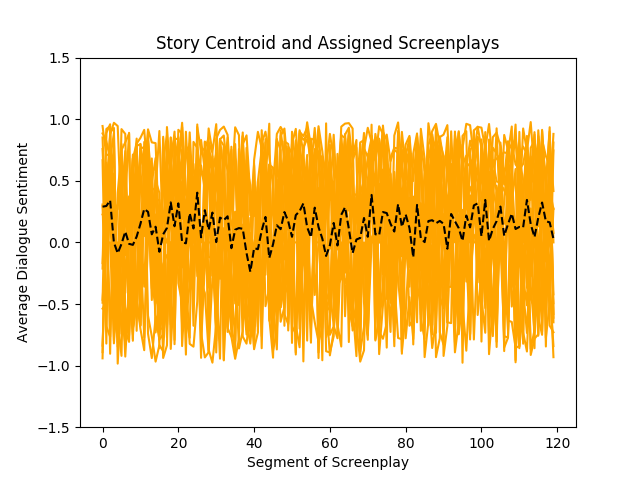 Story Centroid and Assigned Screenplays
1.5
1.0
0.5
0.0
−0.5
−1.0
−1.5
Average Dialogue Sentiment
0 20 40 60 80 100 120
Segment of Screenplay